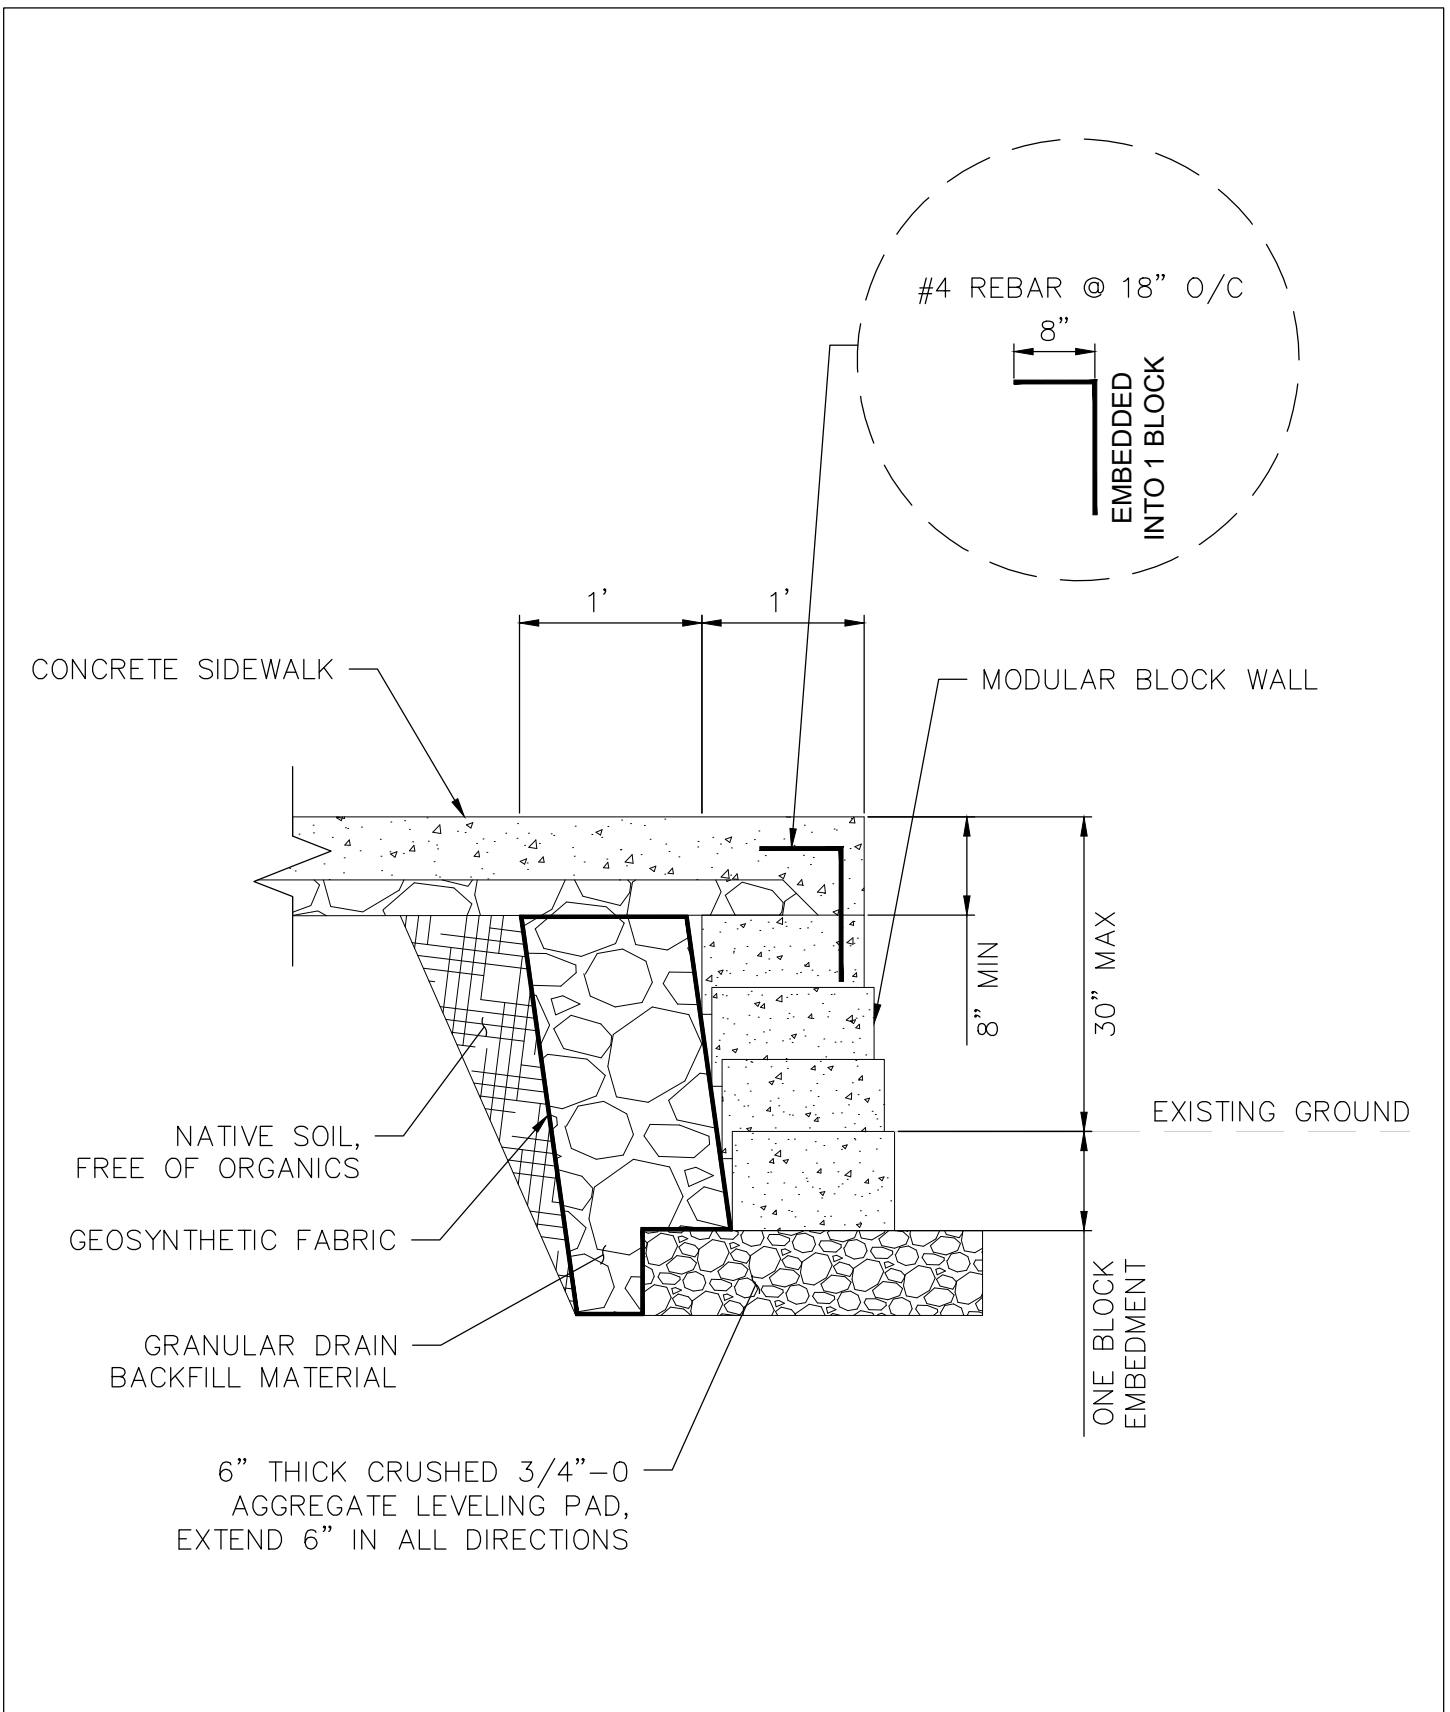 #4 REBAR @ 18” O/C
8”
EMBEDDED
INTO 1 BLOCK
1’
1’
CONCRETE SIDEWALK
MODULAR BLOCK WALL
8” MIN
30” MAX
EXISTING GROUND
NATIVE SOIL,
FREE OF ORGANICS
GEOSYNTHETIC FABRIC
ONE BLOCK
EMBEDMENT
GRANULAR DRAIN
BACKFILL MATERIAL
6” THICK CRUSHED 3/4”-0
AGGREGATE LEVELING PAD,
EXTEND 6” IN ALL DIRECTIONS